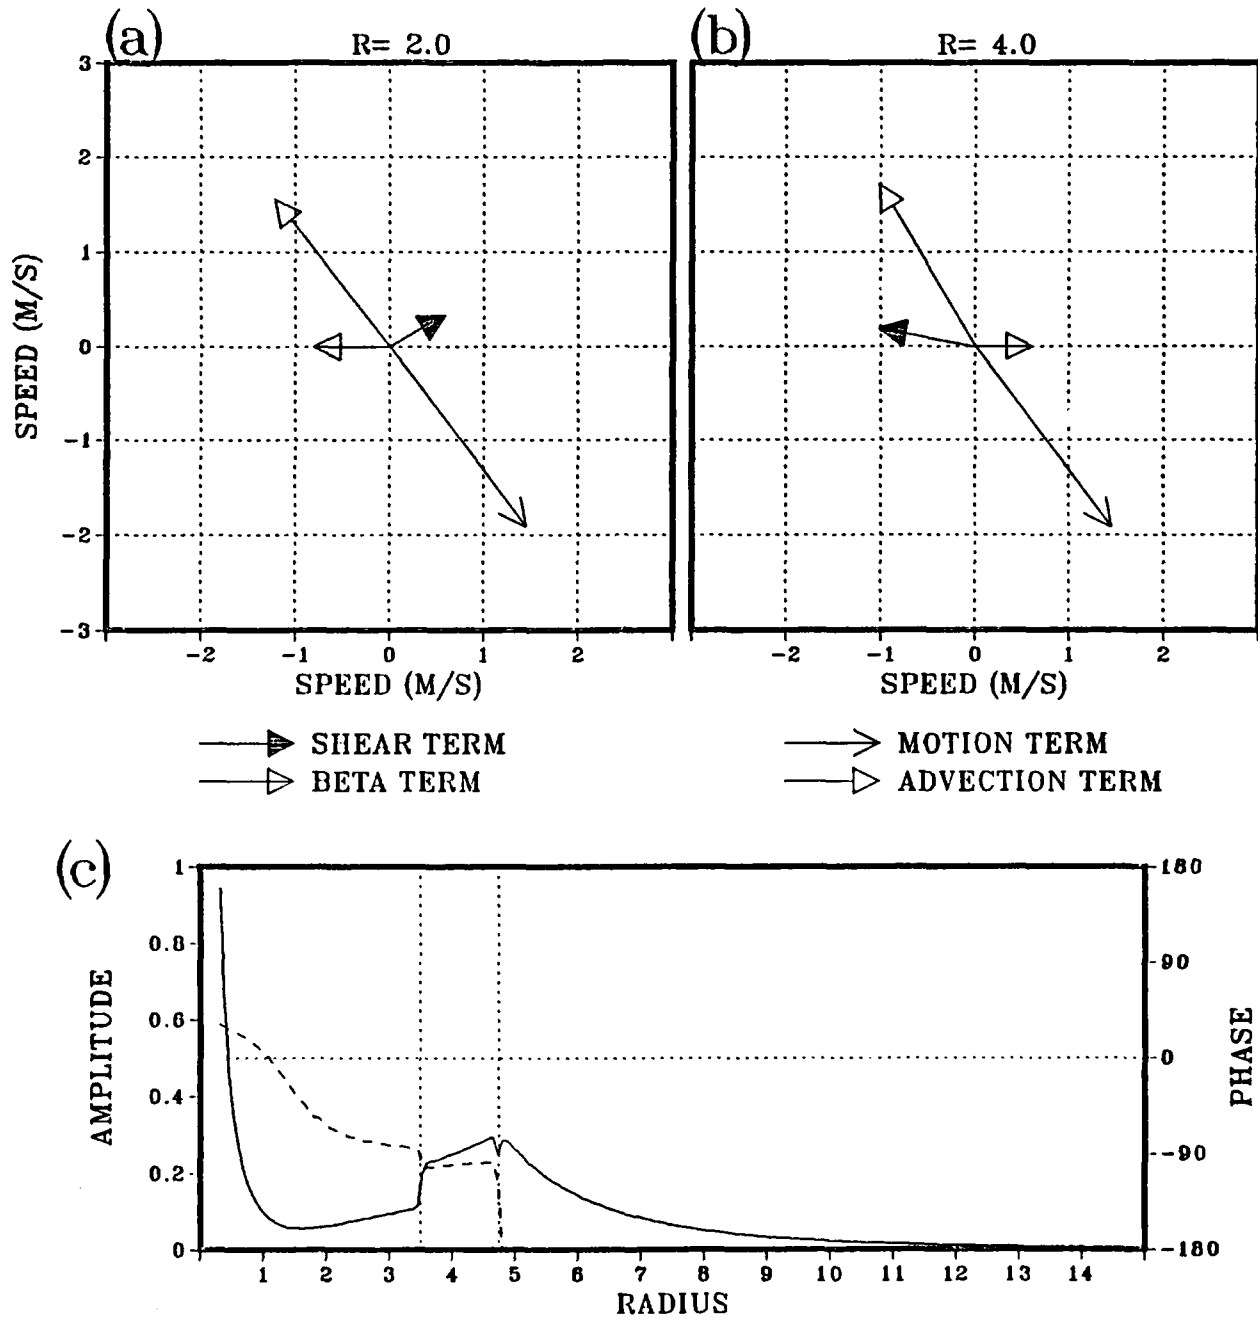 (a) R= 2.0
(b) R= 4.0
SPEED (M/S)
3
2
1
0
-1
-2
-3
-2 -1 0 1 2
-2 -1 0 1 2
SPEED (M/S)
SPEED (M/S)
SHEAR TERM
MOTION TERM
BETA TERM
ADVECTION TERM
(c)
AMPLITUDE
1
0.8
0.6
0.4
0.2
0
180
90
0
-90
-180
PHASE
1 2 3 4 5 6 7 8 9 10 11 12 13 14
RADIUS